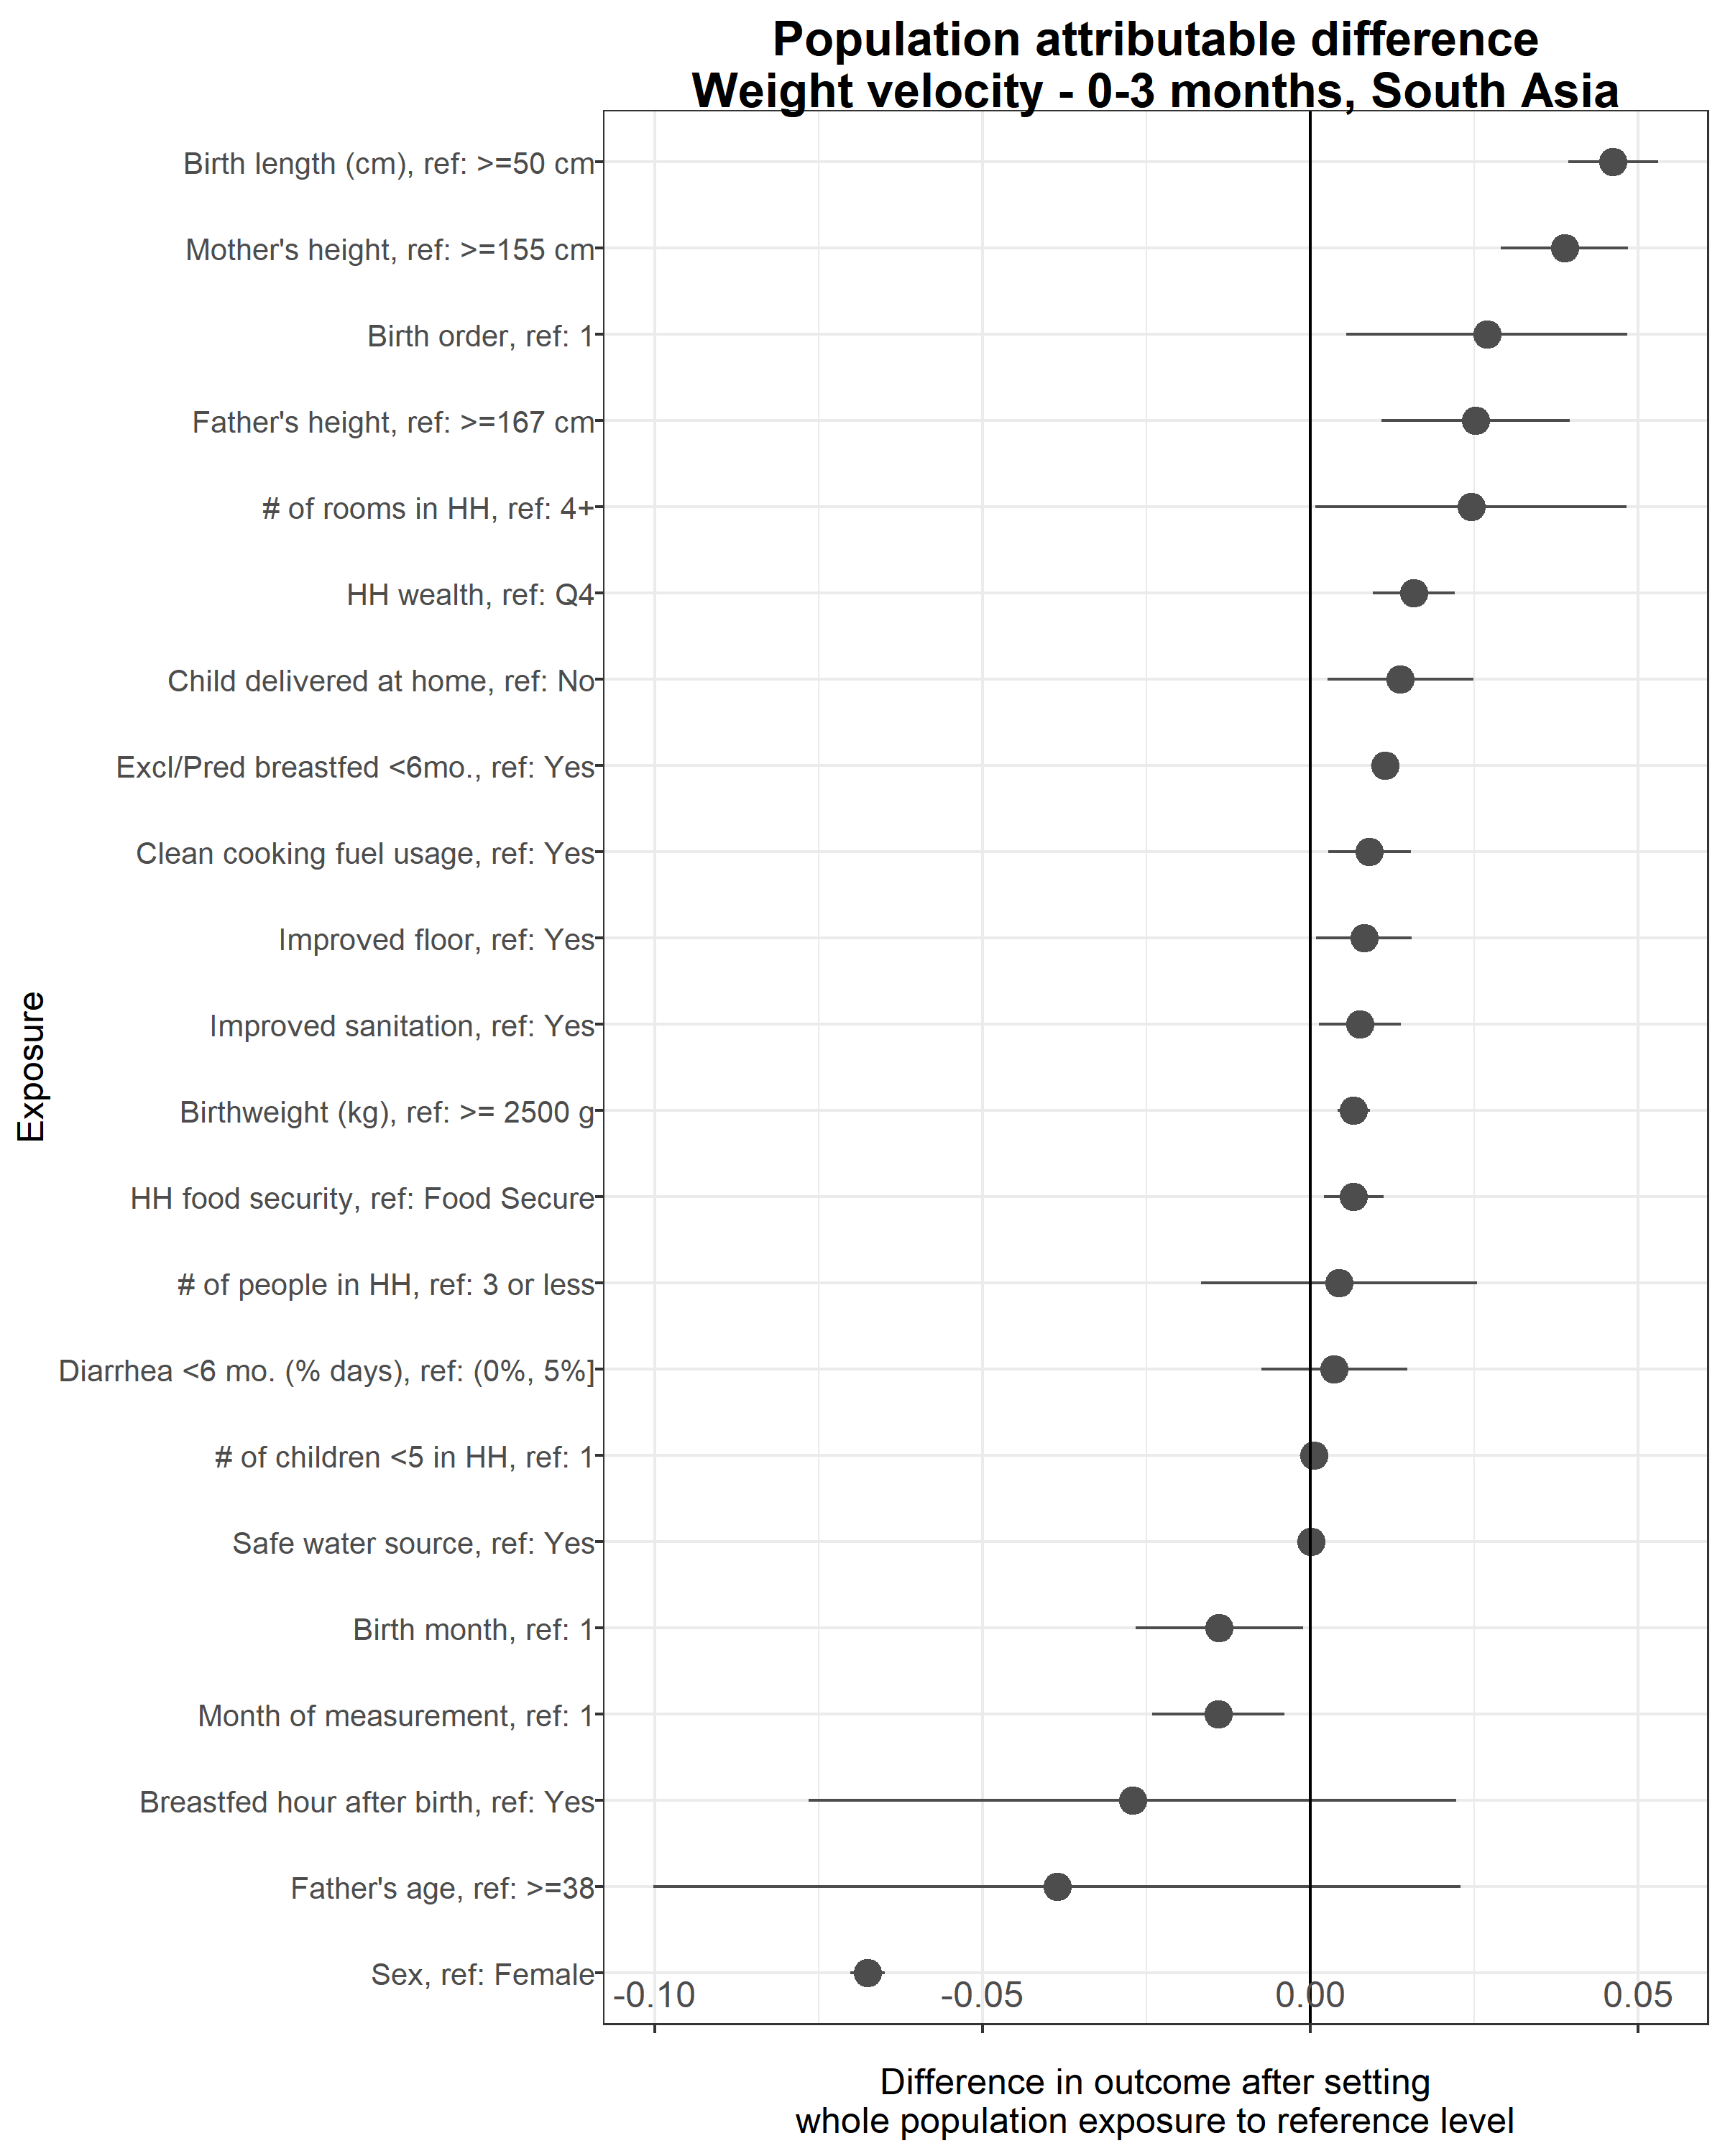 Population attributable difference
Weight velocity - 0-3 months, South Asia
Birth length (cm), ref: >=50 cm
Mother's height, ref: >=155 cm
Birth order, ref: 1
Father's height, ref: >=167 cm
# of rooms in HH, ref: 4+
HH wealth, ref: Q4
Child delivered at home, ref: No
Excl/Pred breastfed <6mo., ref: Yes
Clean cooking fuel usage, ref: Yes
Improved floor, ref: Yes
Improved sanitation, ref: Yes
Birthweight (kg), ref: >= 2500 g
HH food security, ref: Food Secure
# of people in HH, ref: 3 or less
Diarrhea <6 mo. (% days), ref: (0%, 5%]
# of children <5 in HH, ref: 1
Safe water source, ref: Yes
Birth month, ref: 1
Month of measurement, ref: 1
Breastfed hour after birth, ref: Yes
Father's age, ref: >=38
Sex, ref: Female
Exposure
-0.10 -0.05 0.00 0.05
Difference in outcome after setting
whole population exposure to reference level